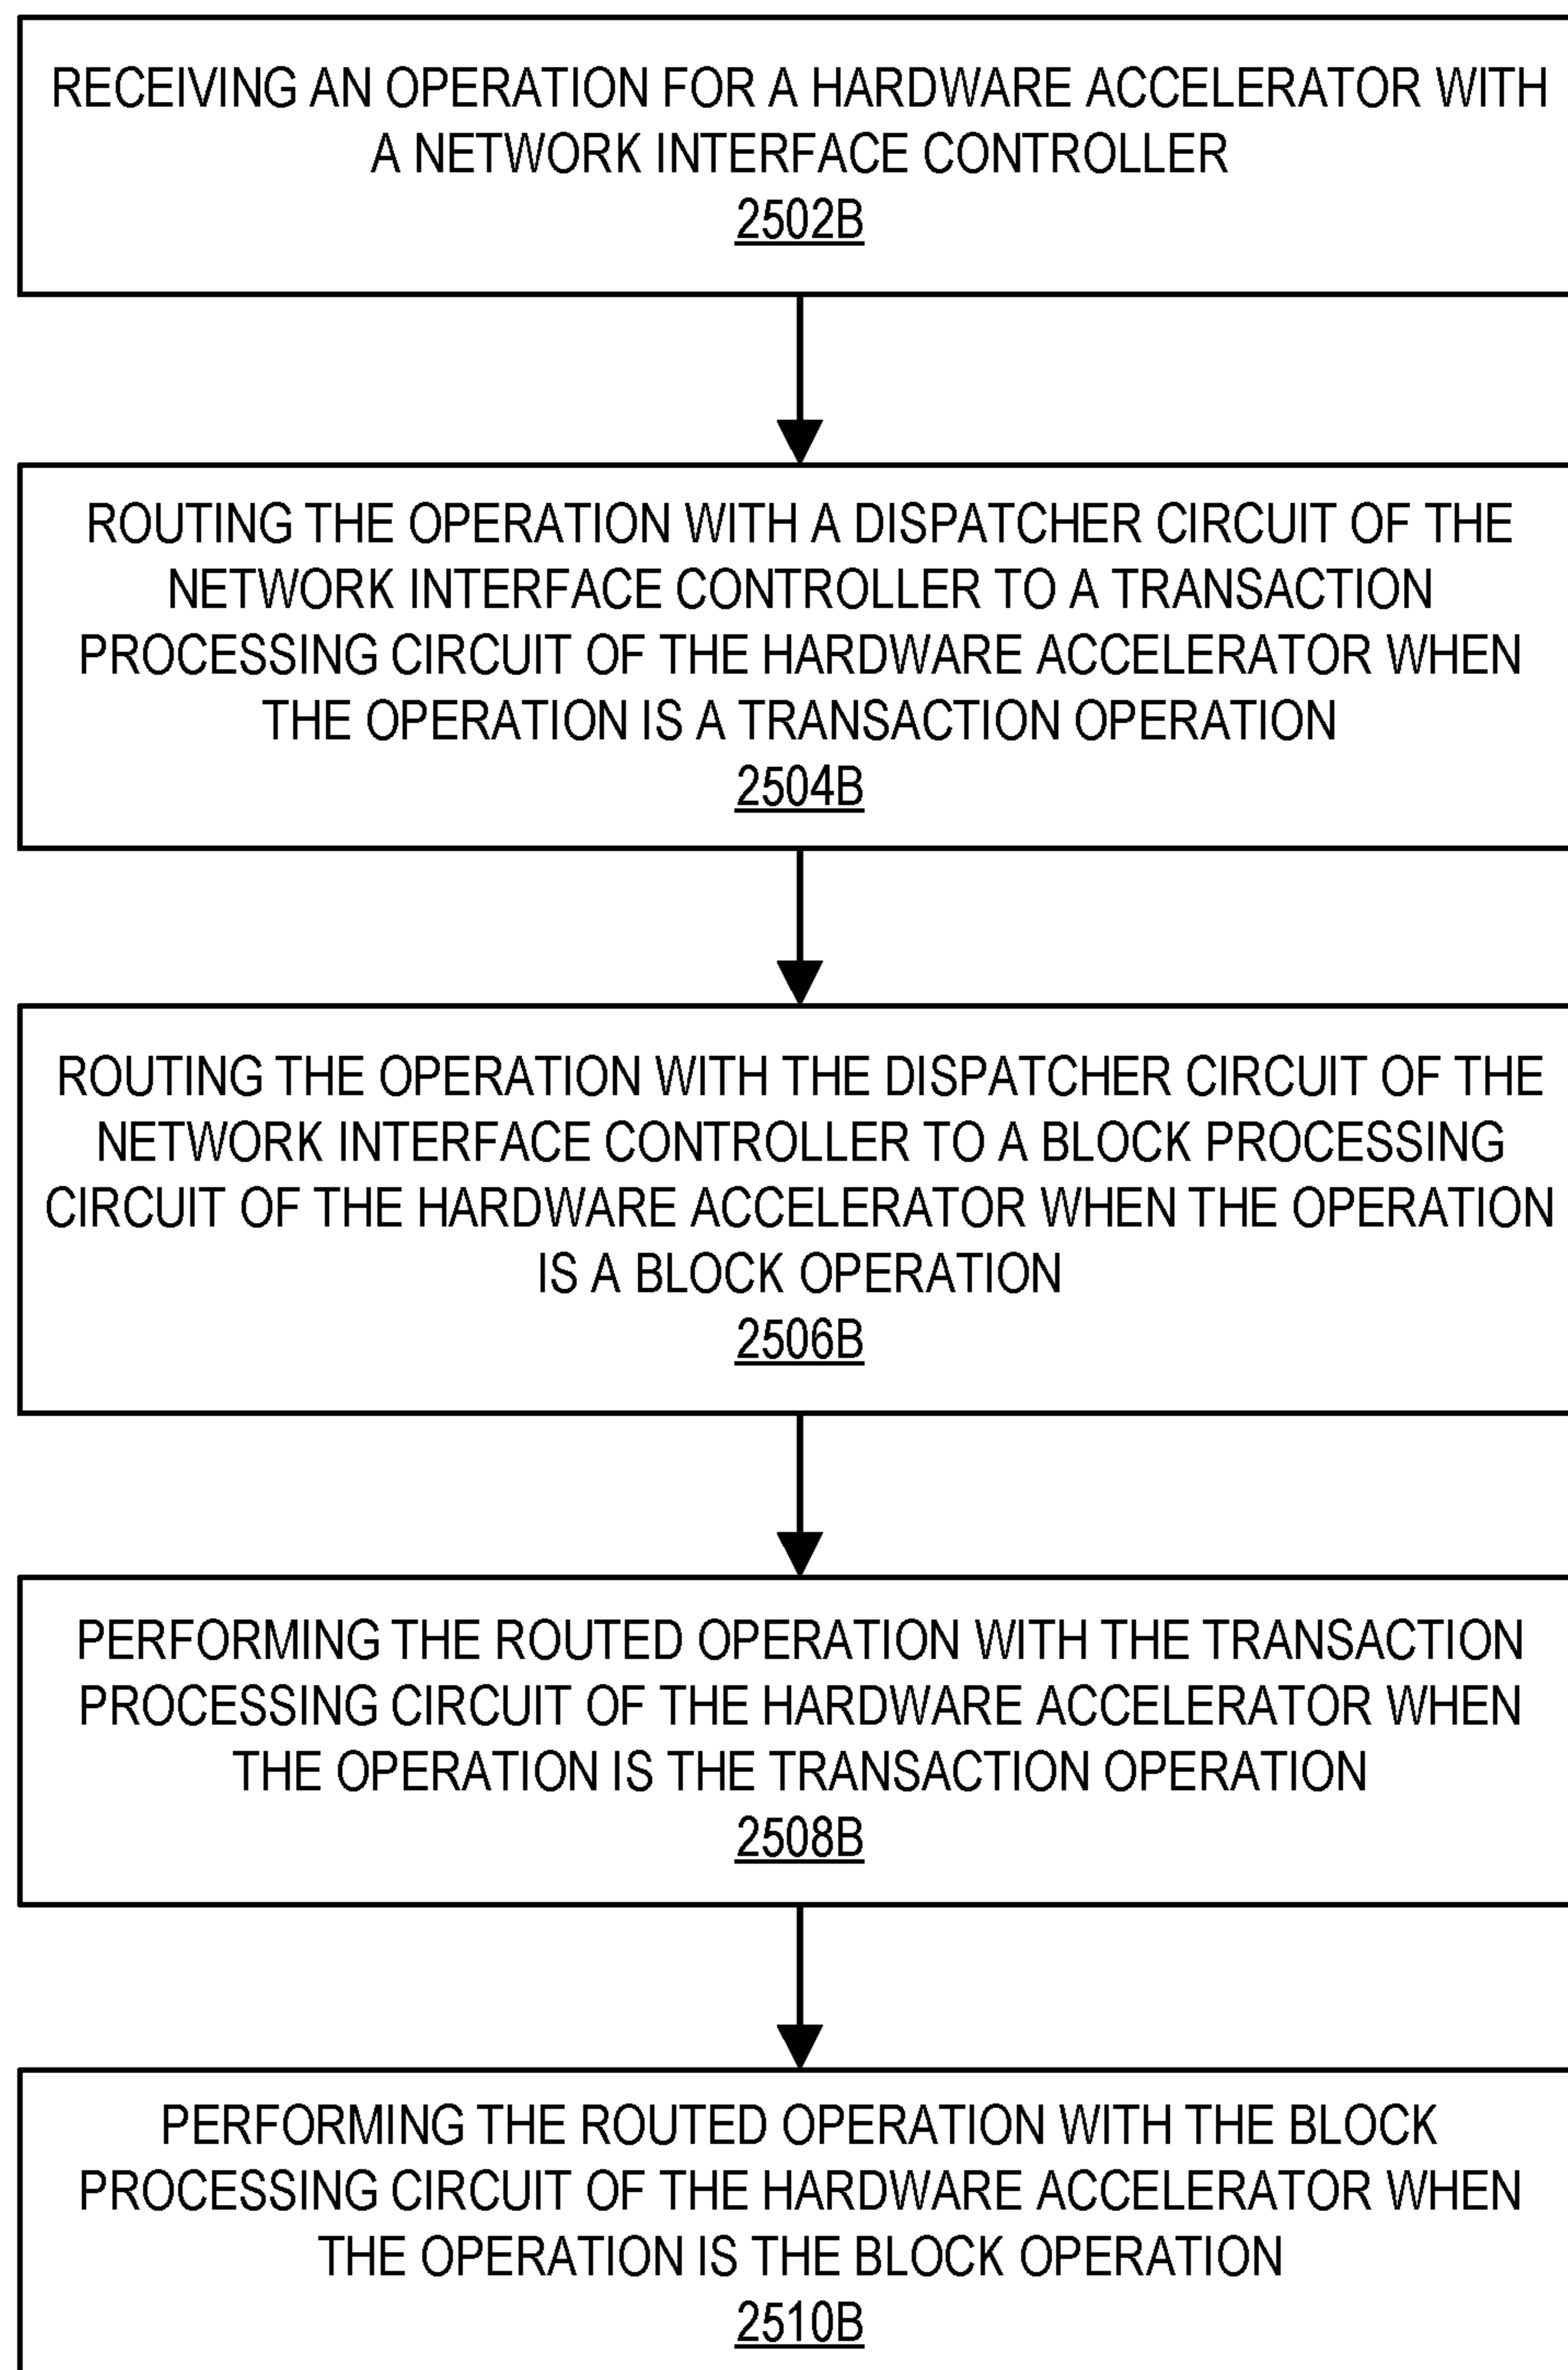 RECEIVING AN OPERATION FOR A HARDWARE ACCELERATOR WITH
A NETWORK INTERFACE CONTROLLER
2502B
ROUTING THE OPERATION WITH A DISPATCHER CIRCUIT OF THE
NETWORK INTERFACE CONTROLLER TO A TRANSACTION
PROCESSING CIRCUIT OF THE HARDWARE ACCELERATOR WHEN
THE OPERATION IS A TRANSACTION OPERATION
2504B
ROUTING THE OPERATION WITH THE DISPATCHER CIRCUIT OF THE
NETWORK INTERFACE CONTROLLER TO A BLOCK PROCESSING
CIRCUIT OF THE HARDWARE ACCELERATOR WHEN THE OPERATION
IS A BLOCK OPERATION
2506B
PERFORMING THE ROUTED OPERATION WITH THE TRANSACTION
PROCESSING CIRCUIT OF THE HARDWARE ACCELERATOR WHEN
THE OPERATION IS THE TRANSACTION OPERATION
2508B
PERFORMING THE ROUTED OPERATION WITH THE BLOCK
PROCESSING CIRCUIT OF THE HARDWARE ACCELERATOR WHEN
THE OPERATION IS THE BLOCK OPERATION
2510B